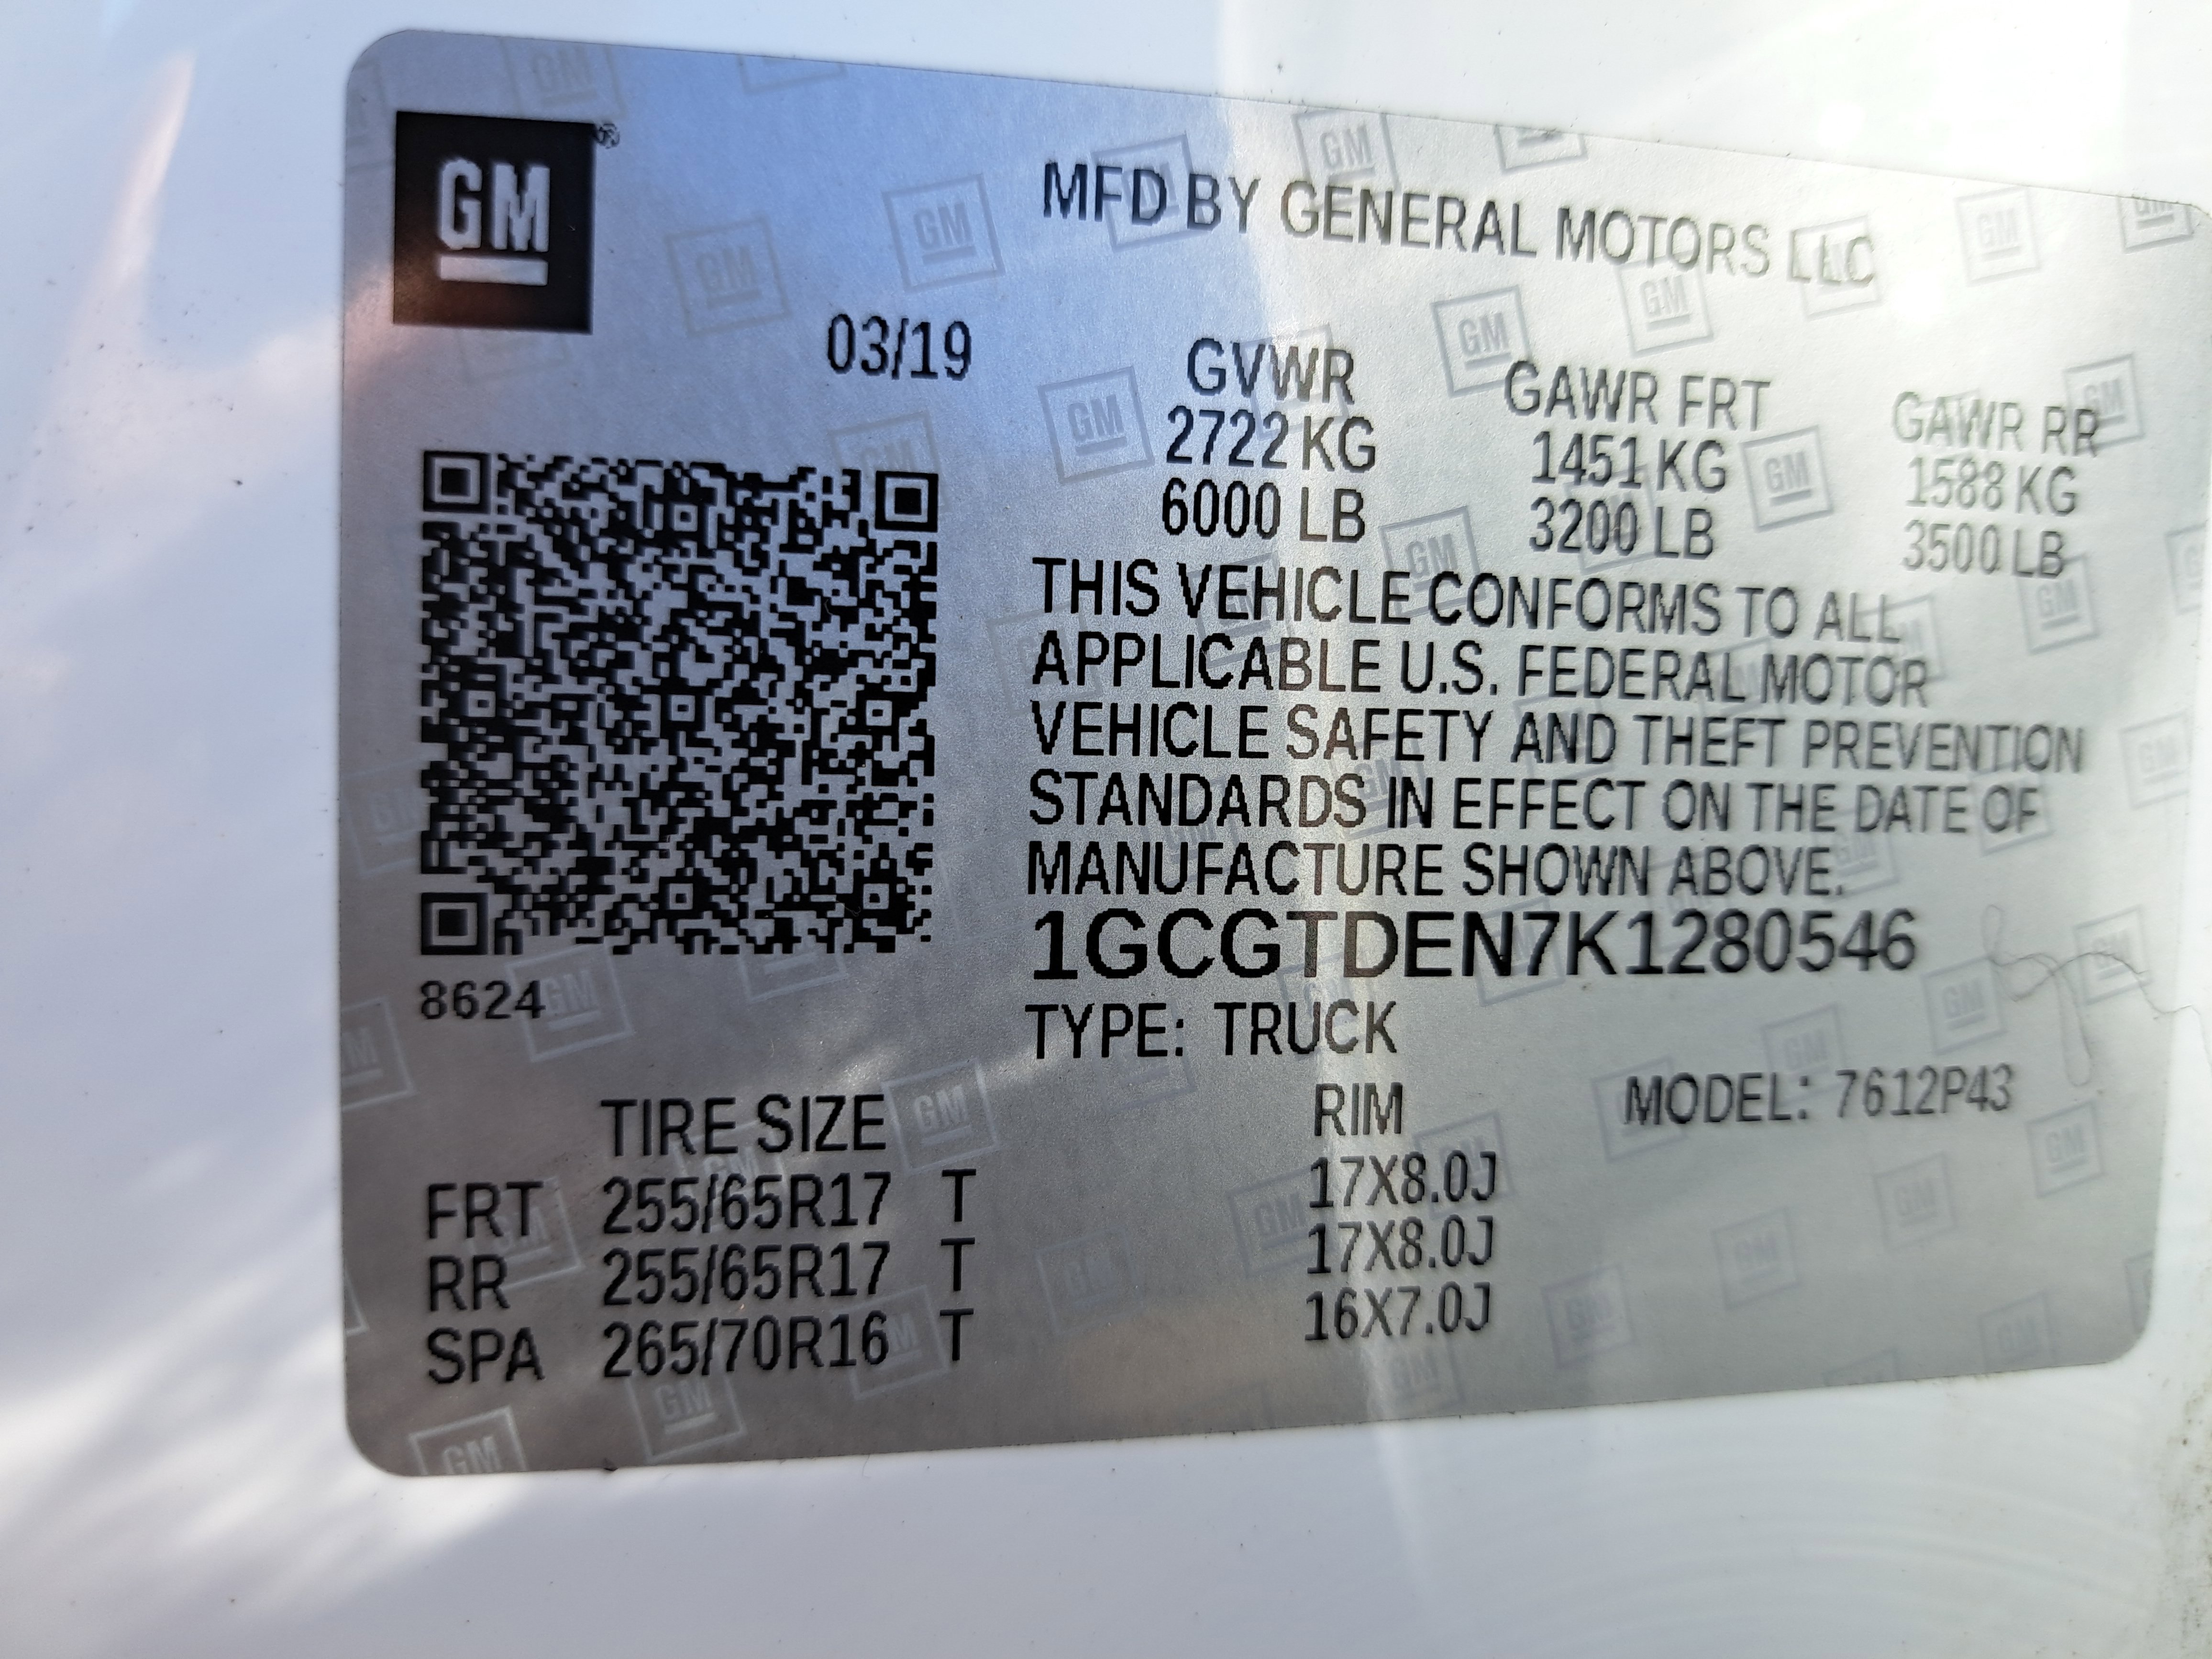 GM®
MFD BY GENERAL MOTORS LLC
03/19
GVWR GAWR FRT GAWR RR
2722 KG 1451 KG 1588 KG
6000 LB 3200 LB 3500 LB
THIS VEHICLE CONFORMS TO ALL
APPLICABLE U.S. FEDERAL MOTOR
VEHICLE SAFETY AND THEFT PREVENTION
STANDARDS IN EFFECT ON THE DATE OF
MANUFACTURE SHOWN ABOVE.
1GCGTDEN7K1280546
8624
TYPE: TRUCK
MODEL: 7612P43
TIRE SIZE RIM
FRT 255/65R17 T 17X8.0J
RR 255/65R17 T 17X8.0J
SPA 265/70R16 T 16X7.0J